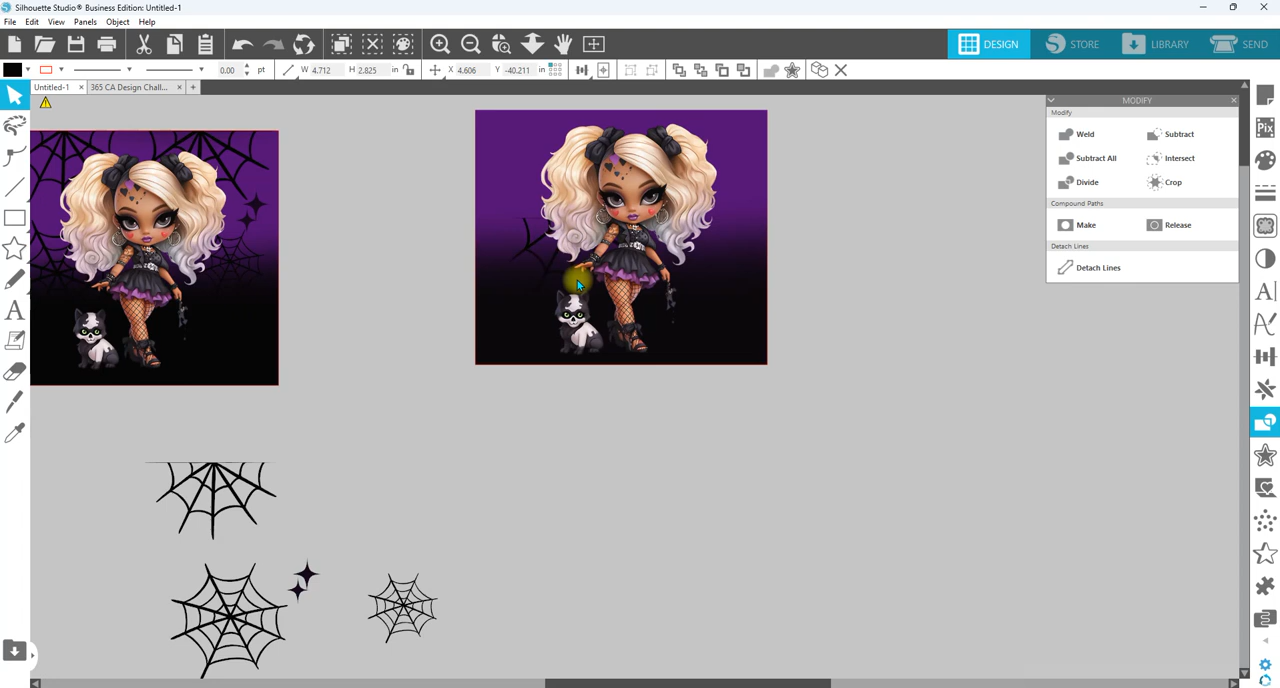 Silhouette Studio® Business Edition: Untitled-1
File Edit View Panels Object Help
DESIGN STORE LIBRARY SEND
0.00 pt W 4.712 H 2.825 in X 4.606 Y -40.211 in
Untitled-1 × 365 CA Design Chall... × +
MODIFY
Modify
Weld Subtract
Subtract All Intersect
Divide Crop
Compound Paths
Make Release
Detach Lines
Detach Lines
Pix
A